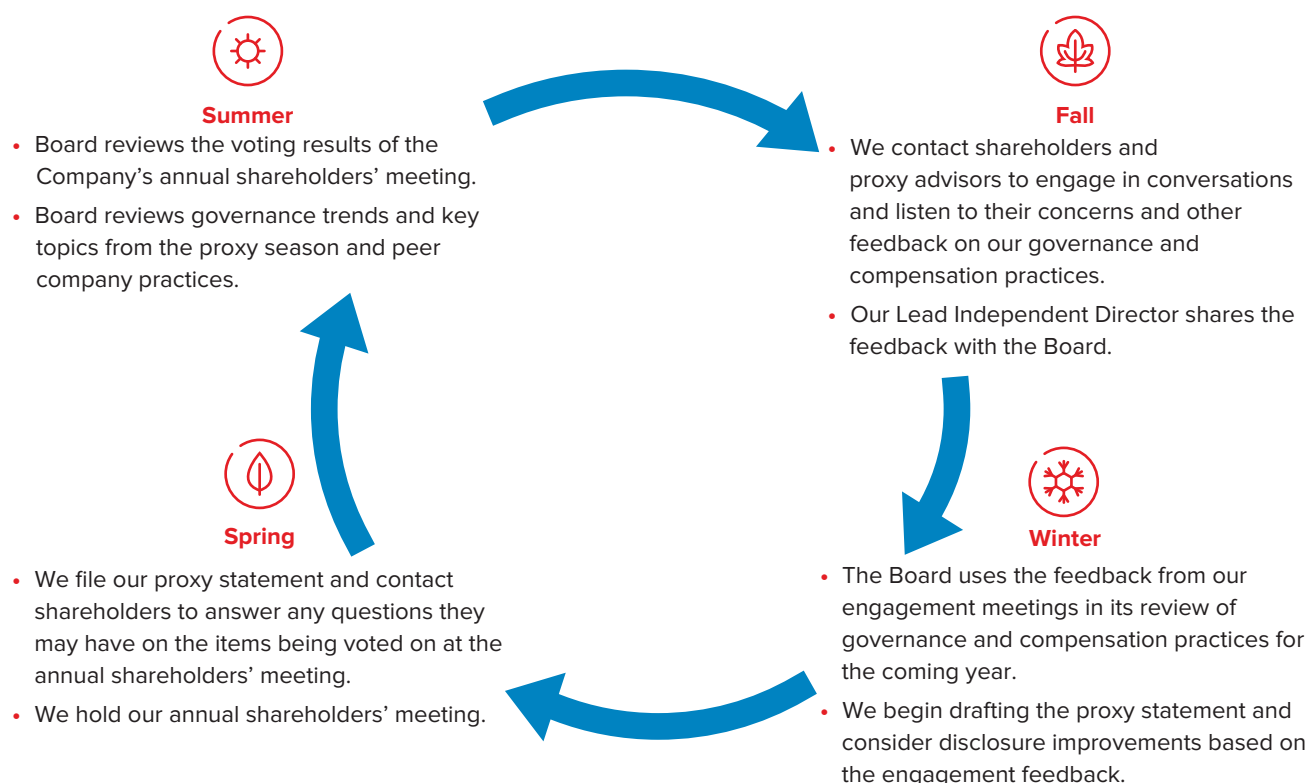 Summer
• Board reviews the voting results of the
Company’s annual shareholders’ meeting.
• Board reviews governance trends and key
topics from the proxy season and peer
company practices.
Fall
• We contact shareholders and
proxy advisors to engage in conversations
and listen to their concerns and other
feedback on our governance and
compensation practices.
• Our Lead Independent Director shares the
feedback with the Board.
Winter
• The Board uses the feedback from our
engagement meetings in its review of
governance and compensation practices for
the coming year.
• We begin drafting the proxy statement and
consider disclosure improvements based on
the engagement feedback.
Spring
• We file our proxy statement and contact
shareholders to answer any questions they
may have on the items being voted on at the
annual shareholders’ meeting.
• We hold our annual shareholders’ meeting.